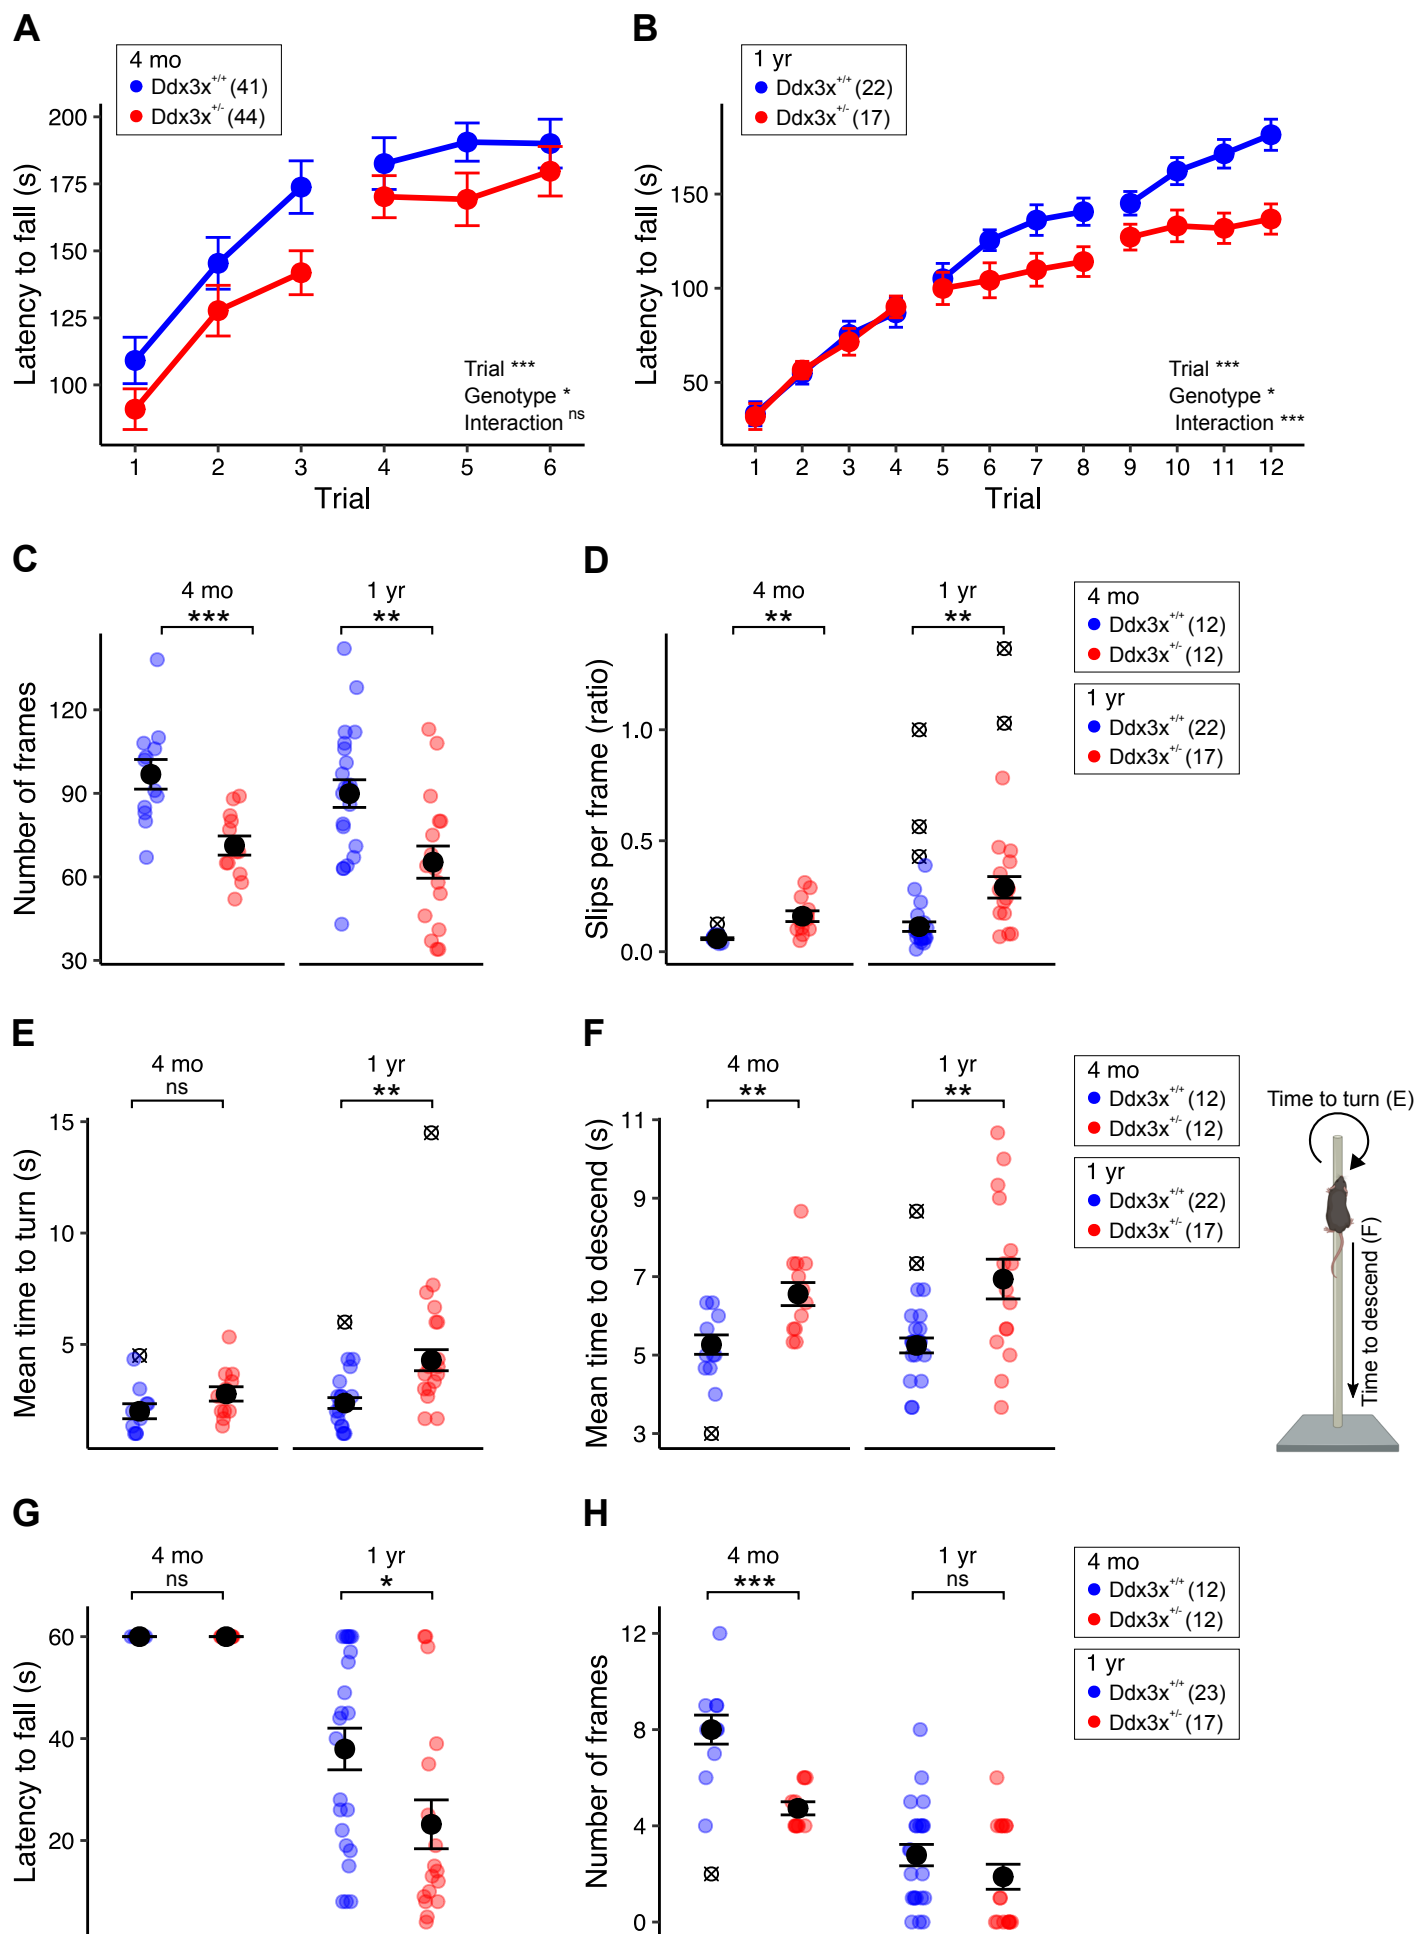 A
4 mo
Ddx3x+/+ (41)
Ddx3x+/- (44)
Latency to fall (s)
200
175
150
125
100
Trial ***
Genotype *
Interaction ns
1 2 3 4 5 6
Trial
B
1 yr
Ddx3x+/+ (22)
Ddx3x+/- (17)
Latency to fall (s)
150
100
50
Trial ***
Genotype *
Interaction ***
1 2 3 4 5 6 7 8 9 10 11 12
Trial
C
4 mo
***
1 yr
**
Number of frames
120
90
60
30
D
4 mo
**
1 yr
**
Slips per frame (ratio)
1.0
0.5
0.0
4 mo
Ddx3x+/+ (12)
Ddx3x+/- (12)
1 yr
Ddx3x+/+ (22)
Ddx3x+/- (17)
E
4 mo
ns
1 yr
**
Mean time to turn (s)
15
10
5
F
4 mo
**
1 yr
**
Mean time to descend (s)
11
9
7
5
3
4 mo
Ddx3x+/+ (12)
Ddx3x+/- (12)
1 yr
Ddx3x+/+ (22)
Ddx3x+/- (17)
Time to turn (E)
Time to descend (F)
G
4 mo
ns
1 yr
*
Latency to fall (s)
60
40
20
H
4 mo
***
1 yr
ns
Number of frames
12
8
4
0
4 mo
Ddx3x+/+ (12)
Ddx3x+/- (12)
1 yr
Ddx3x+/+ (23)
Ddx3x+/- (17)